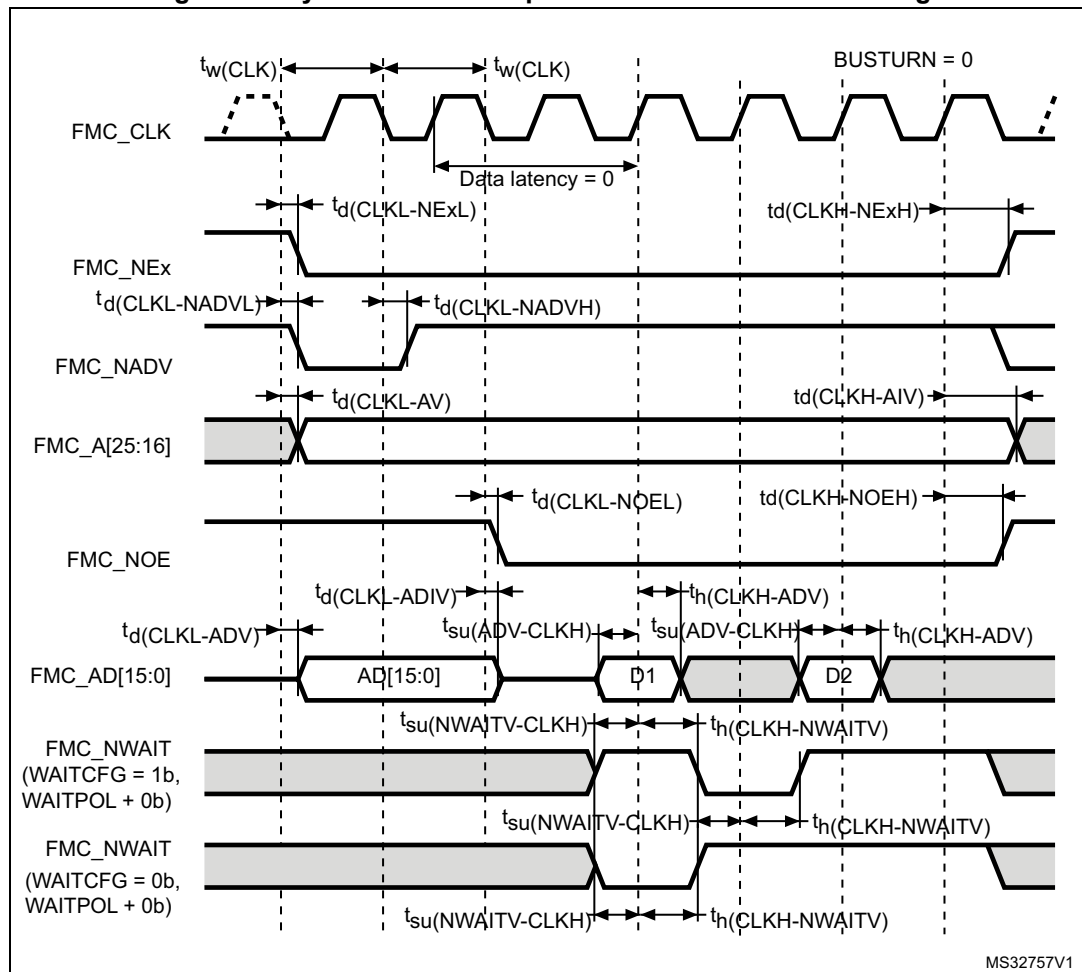 tw(CLK) tw(CLK) BUSTURN = 0
FMC_CLK
Data latency = 0
td(CLKL-NExL) td(CLKH-NExH)
FMC_NEx
td(CLKL-NADVL) td(CLKL-NADVH)
FMC_NADV
td(CLKL-AV) td(CLKH-AIV)
FMC_A[25:16]
td(CLKL-NOEL) td(CLKH-NOEH)
FMC_NOE
td(CLKL-ADIV) th(CLKH-ADV)
td(CLKL-ADV) tsu(ADV-CLKH) tsu(ADV-CLKH) th(CLKH-ADV)
FMC_AD[15:0] AD[15:0] D1 D2
tsu(NWAITV-CLKH) th(CLKH-NWAITV)
FMC_NWAIT
(WAITCFG = 1b,
WAITPOL + 0b)
tsu(NWAITV-CLKH) th(CLKH-NWAITV)
FMC_NWAIT
(WAITCFG = 0b,
WAITPOL + 0b)
tsu(NWAITV-CLKH) th(CLKH-NWAITV)
MS32757V1